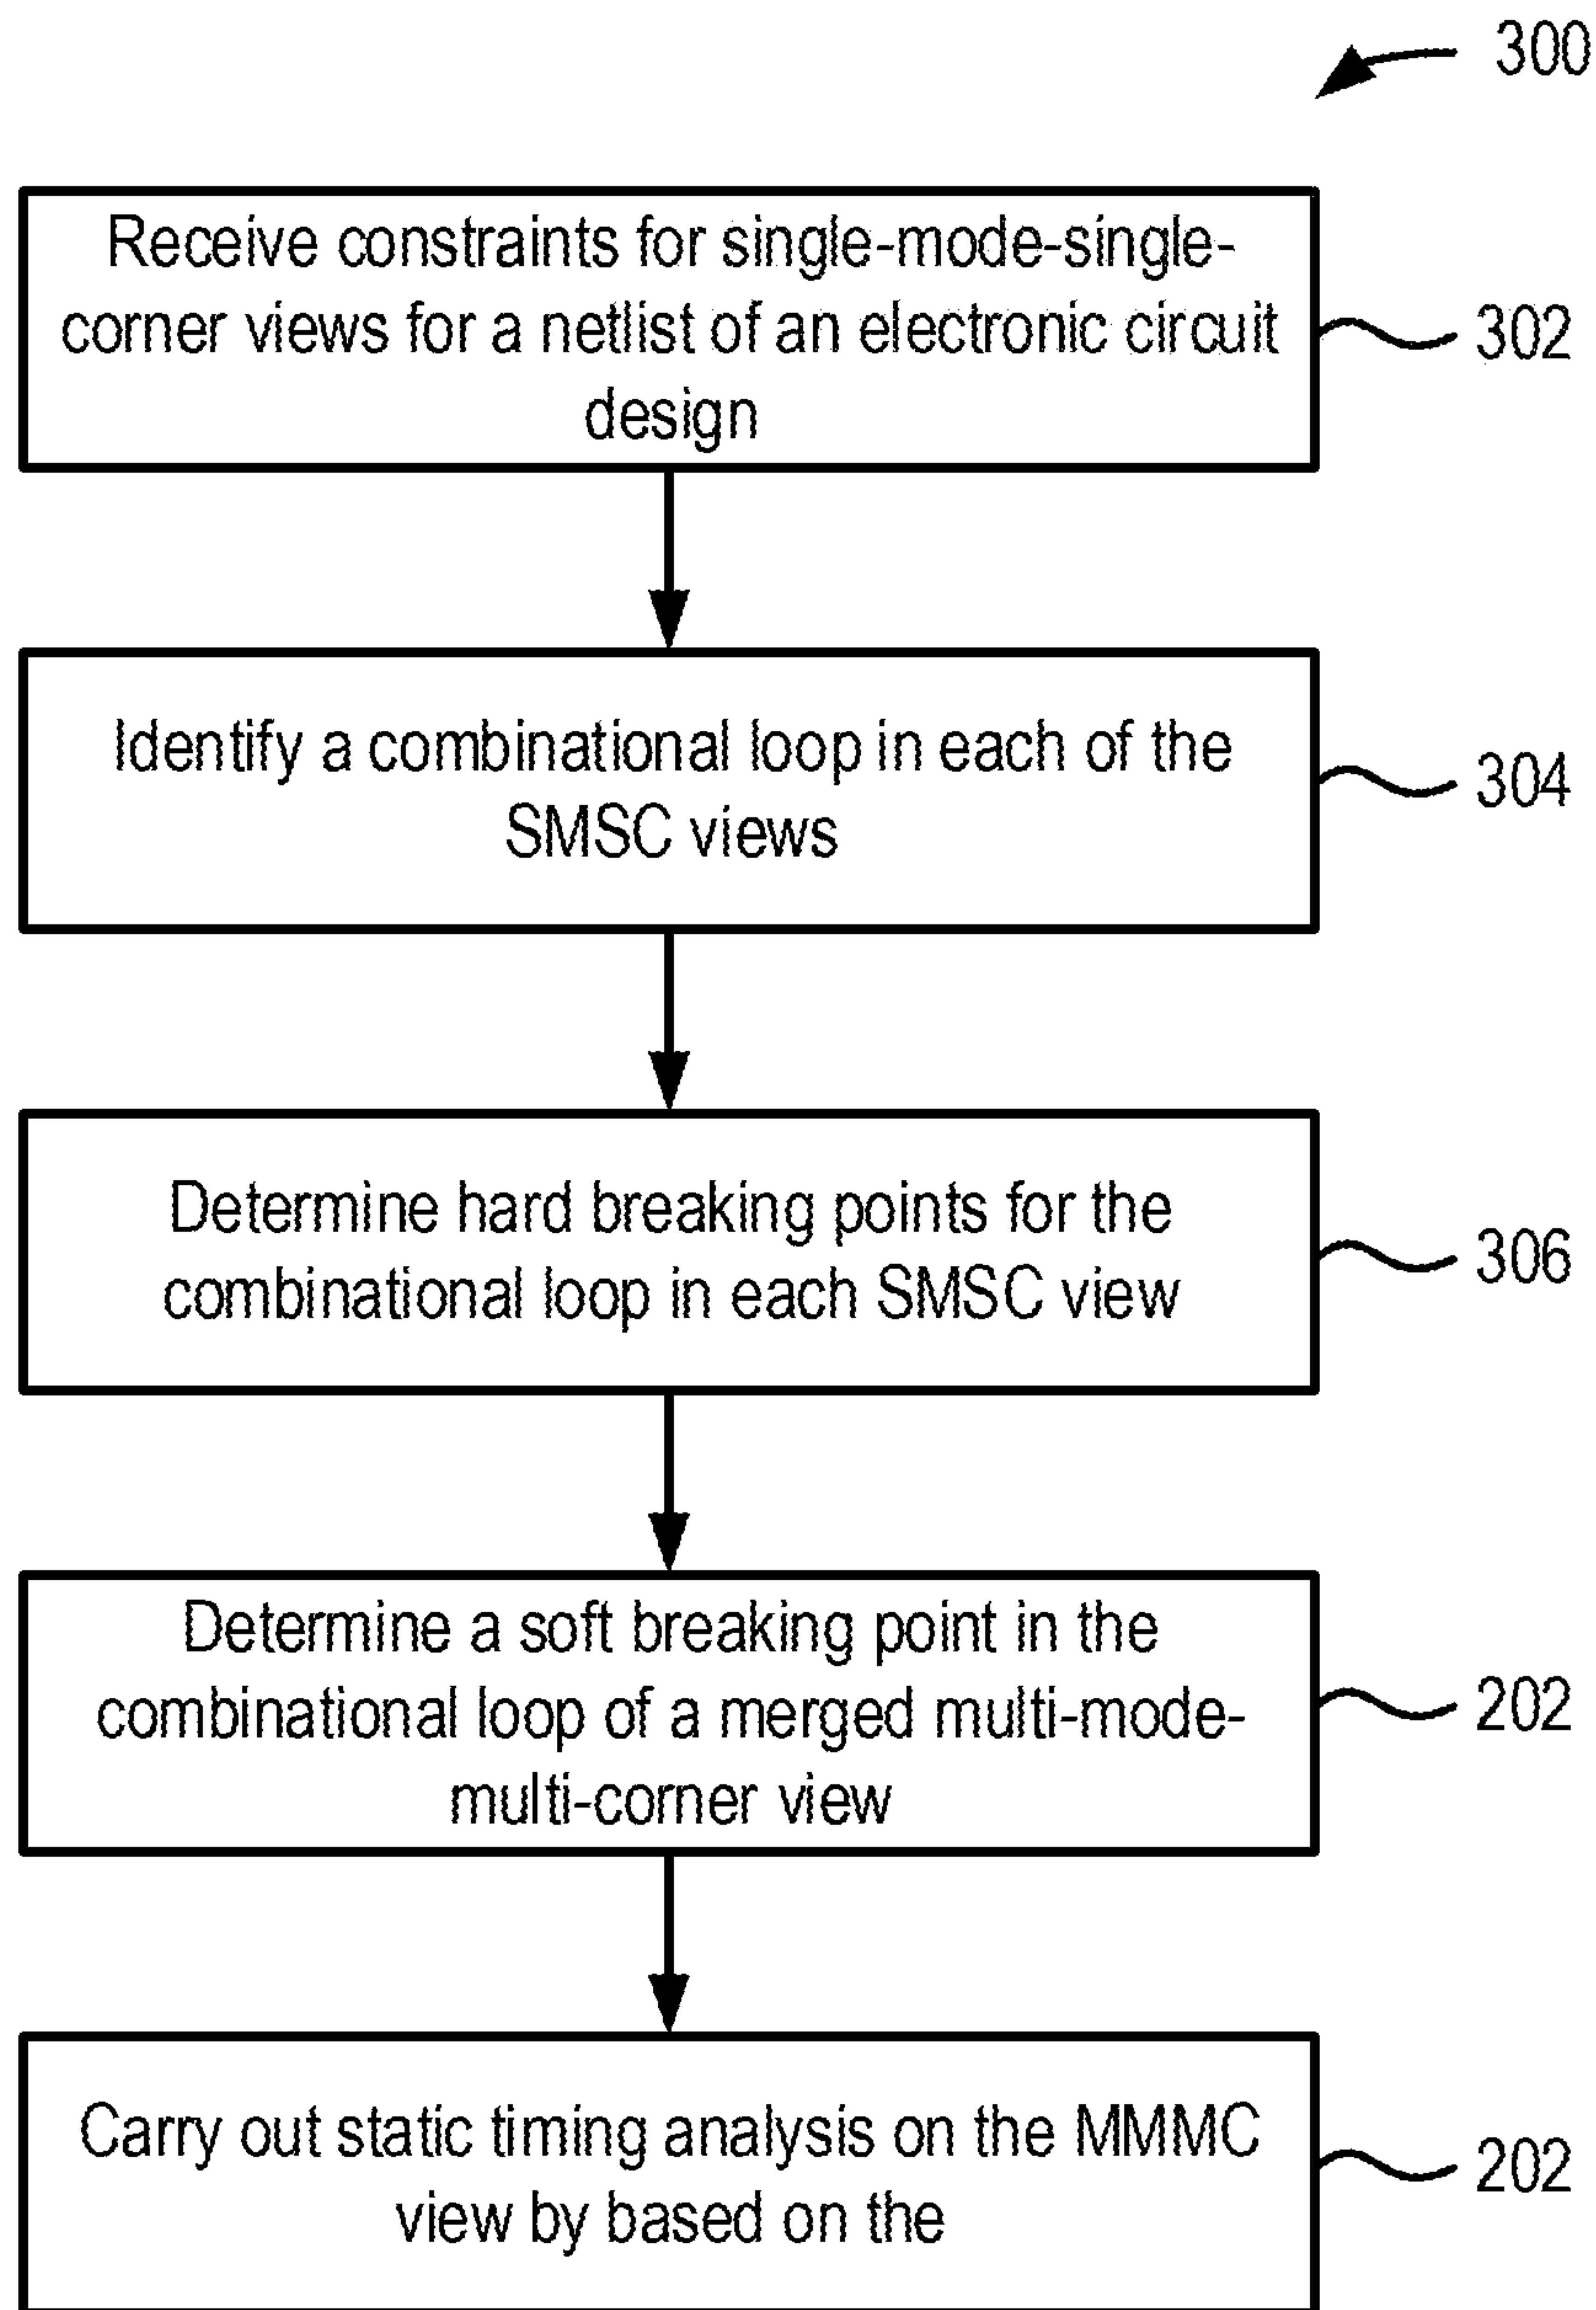 300
Receive constraints for single-mode-single-
corner views for a netlist of an electronic circuit
design
302
Identify a combinational loop in each of the
SMSC views
304
Determine hard breaking points for the
combinational loop in each SMSC view
306
Determine a soft breaking point in the
combinational loop of a merged multi-mode-
multi-corner view
202
Carry out static timing analysis on the MMMC
view by based on the
202